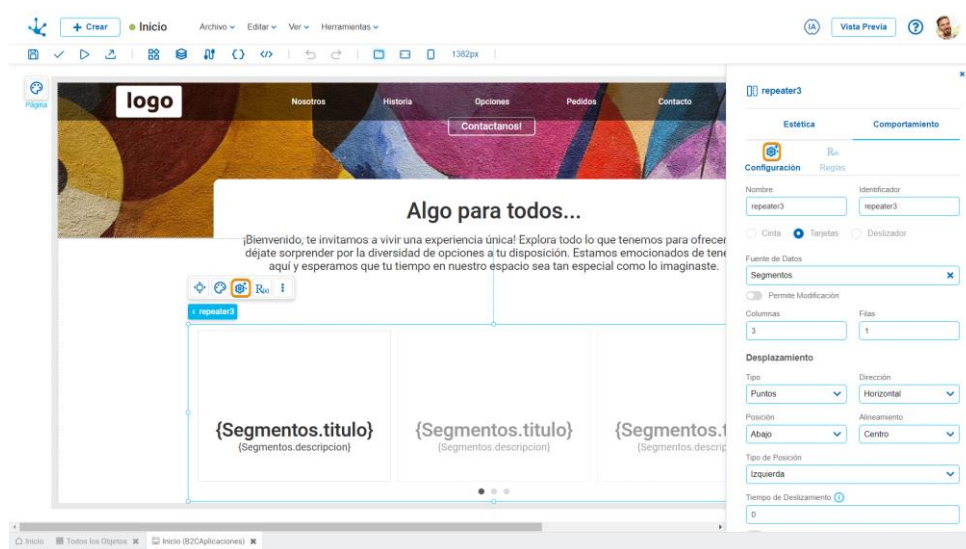 + Crear
Inicio
Archivo
Editar
Ver
Herramientas
IA
Vista Previa
?
1382px
Página
logo
Nosotros
Historia
Opciones
Pedidos
Contacto
Contactanos!
Algo para todos...
¡Bienvenido, te invitamos a vivir una experiencia única! Explora todo lo que tenemos para ofrecer
déjate sorprender por la diversidad de opciones a tu disposición. Estamos emocionados de tene
aquí y esperamos que tu tiempo en nuestro espacio sea tan especial como lo imaginaste.
< repeater3
{Segmentos.titulo}
{Segmentos.descripcion}
{Segmentos.titulo}
{Segmentos.descripcion}
{Segmentos.t
{Segmentos.descrip
repeater3
Estética
Comportamiento
Configuración
Reglas
Nombre
Identificador
repeater3
repeater3
Cinta
Tarjetas
Deslizador
Fuente de Datos
Segmentos
Permite Modificación
Columnas
Filas
3
1
Desplazamiento
Tipo
Dirección
Puntos
Horizontal
Posición
Alineamiento
Abajo
Centro
Tipo de Posición
Izquierda
Tiempo de Deslizamiento
0
Inicio
Todos los Objetos
Inicio (B2CAplicaciones)